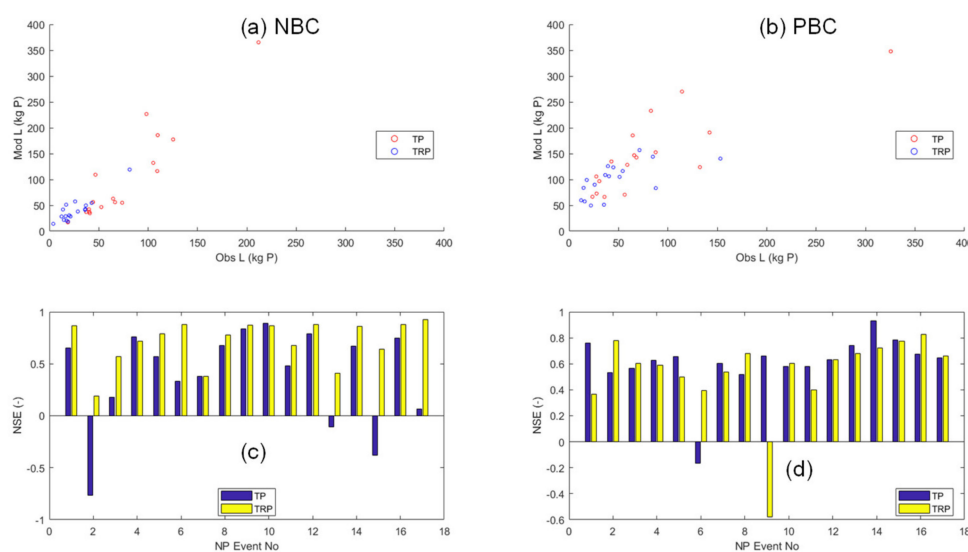 (a) NBC
400
350
300
250
200
150
100
50
0
Mod L (kg P)
TP
TRP
0 50 100 150 200 250 300 350 400
Obs L (kg P)
(b) PBC
400
350
300
250
200
150
100
50
0
Mod L (kg P)
TP
TRP
0 50 100 150 200 250 300 350 400
Obs L (kg P)
1
0.5
0
-0.5
-1
NSE (-)
(c)
TP
TRP
0 2 4 6 8 10 12 14 16 18
NP Event No
1
0.8
0.6
0.4
0.2
0
-0.2
-0.4
-0.6
NSE (-)
(d)
TP
TRP
0 2 4 6 8 10 12 14 16 18
NP Event No